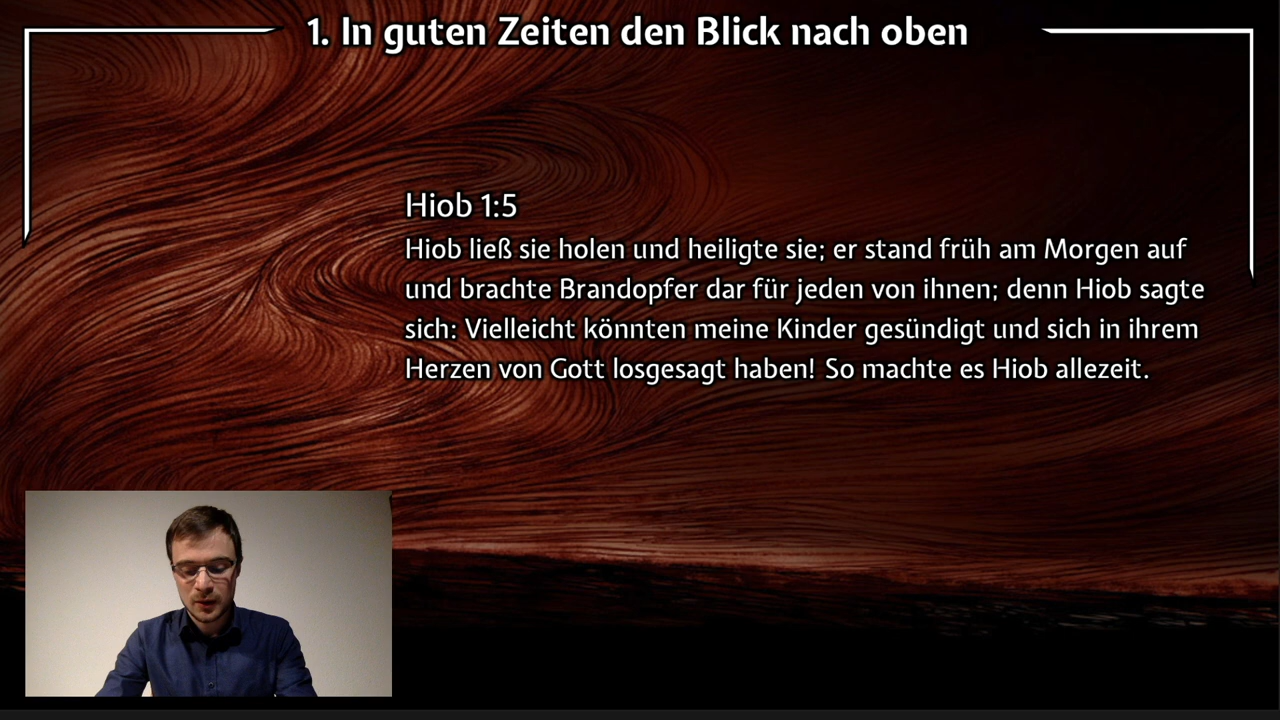 1. In guten Zeiten den Blick nach oben
Hiob 1:5
Hiob ließ sie holen und heiligte sie; er stand früh am Morgen auf
und brachte Brandopfer dar für jeden von ihnen; denn Hiob sagte
sich: Vielleicht könnten meine Kinder gesündigt und sich in ihrem
Herzen von Gott losgesagt haben! So machte es Hiob allezeit.